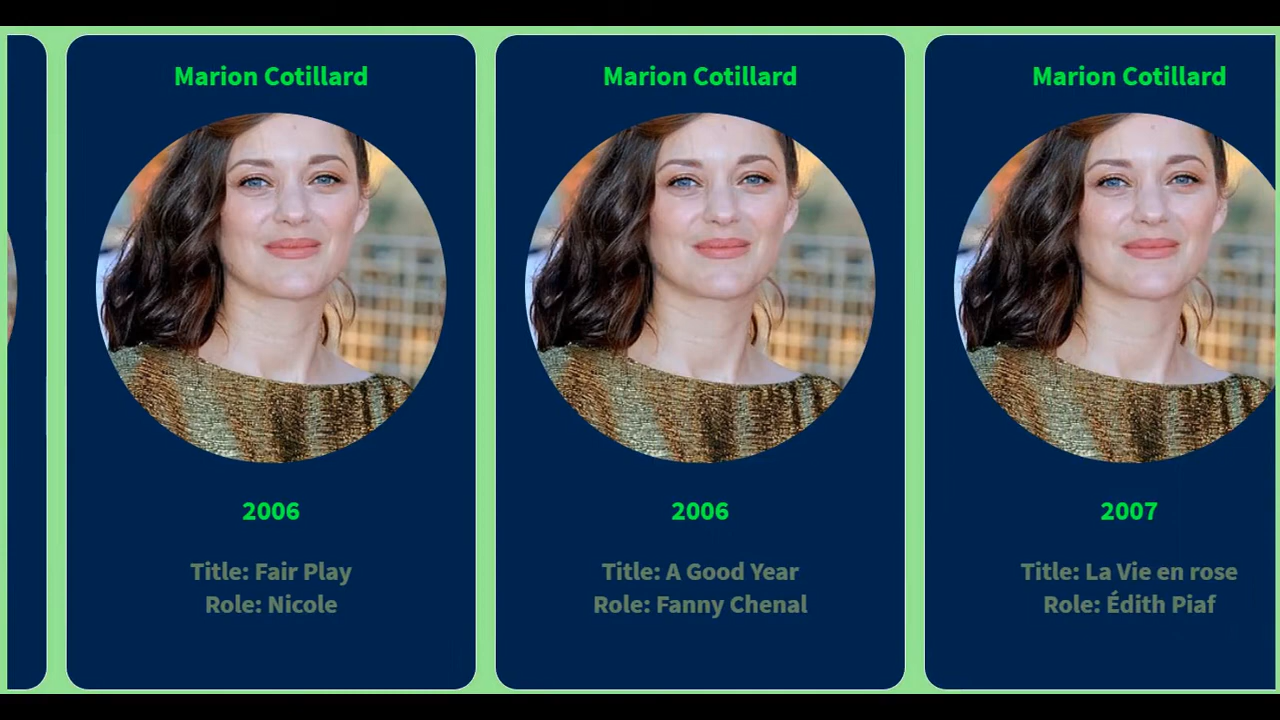 Marion Cotillard
2006
Title: Fair Play
Role: Nicole
Marion Cotillard
2006
Title: A Good Year
Role: Fanny Chenal
Marion Cotillard
2007
Title: La Vie en rose
Role: Édith Piaf